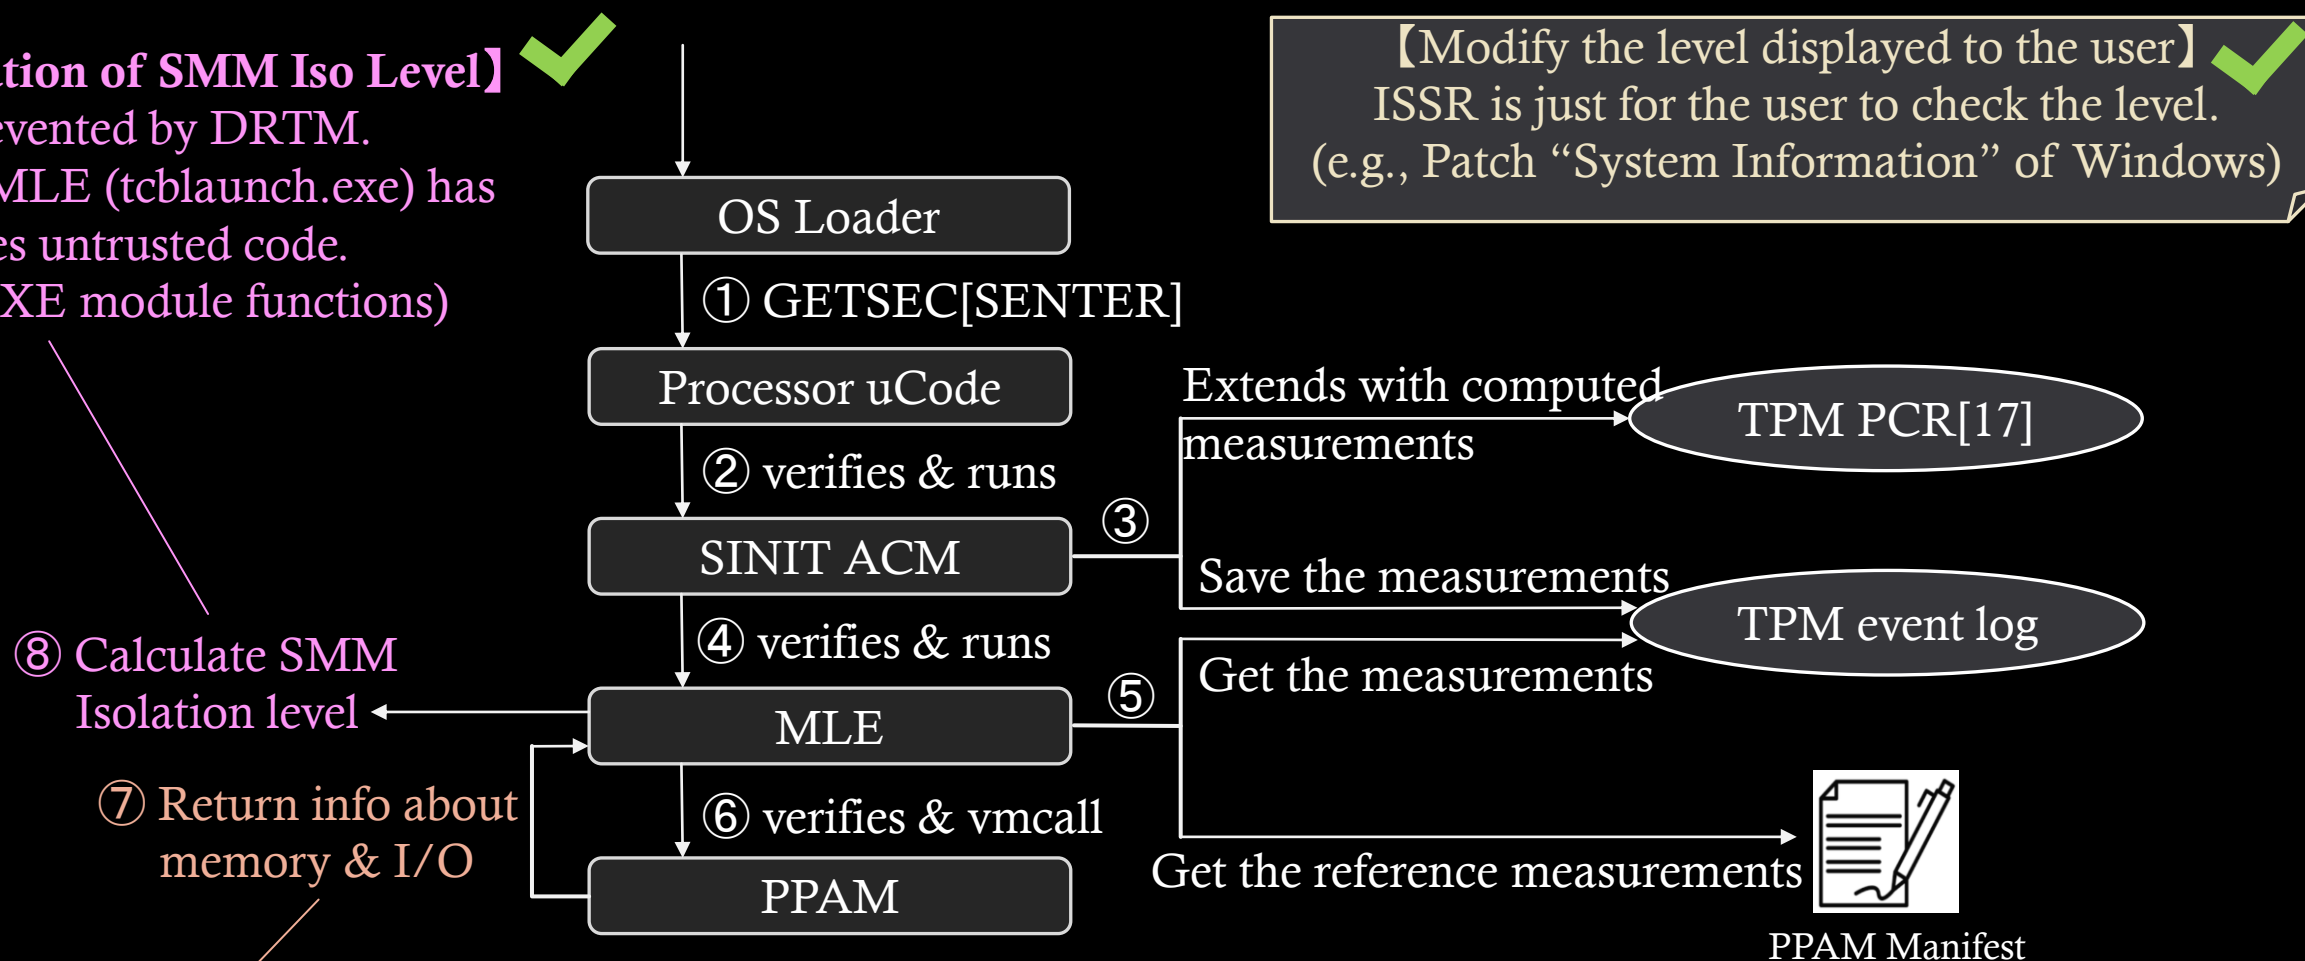 ation of SMM Iso Level】
evented by DRTM.
MLE (tcblaunch.exe) has
es untrusted code.
XE module functions)
【Modify the level displayed to the user】
ISSR is just for the user to check the level.
(e.g., Patch “System Information” of Windows)
OS Loader
① GETSEC[SENTER]
Processor uCode
② verifies & runs
SINIT ACM
③
Extends with computed
measurements
TPM PCR[17]
Save the measurements
TPM event log
④ verifies & runs
MLE
⑤
Get the measurements
Get the reference measurements
PPAM Manifest
⑥ verifies & vmcall
PPAM
⑦ Return info about
memory & I/O
⑧ Calculate SMM
Isolation level